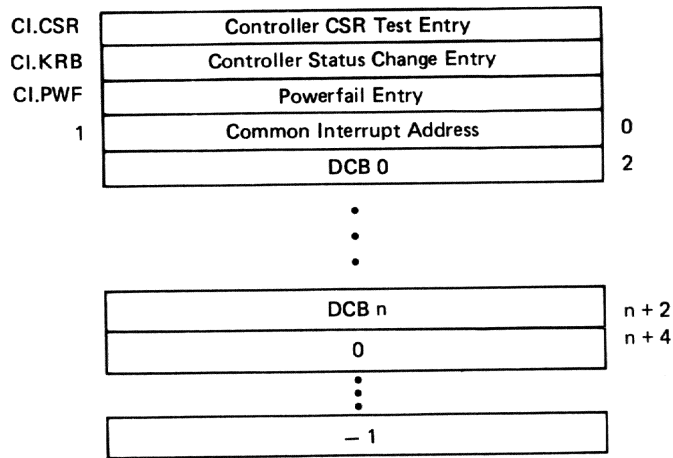 CI.CSR Controller CSR Test Entry
CI.KRB Controller Status Change Entry
CI.PWF Powerfail Entry
1 Common Interrupt Address 0
DCB 0 2
DCB n n + 2
0 n + 4
– 1